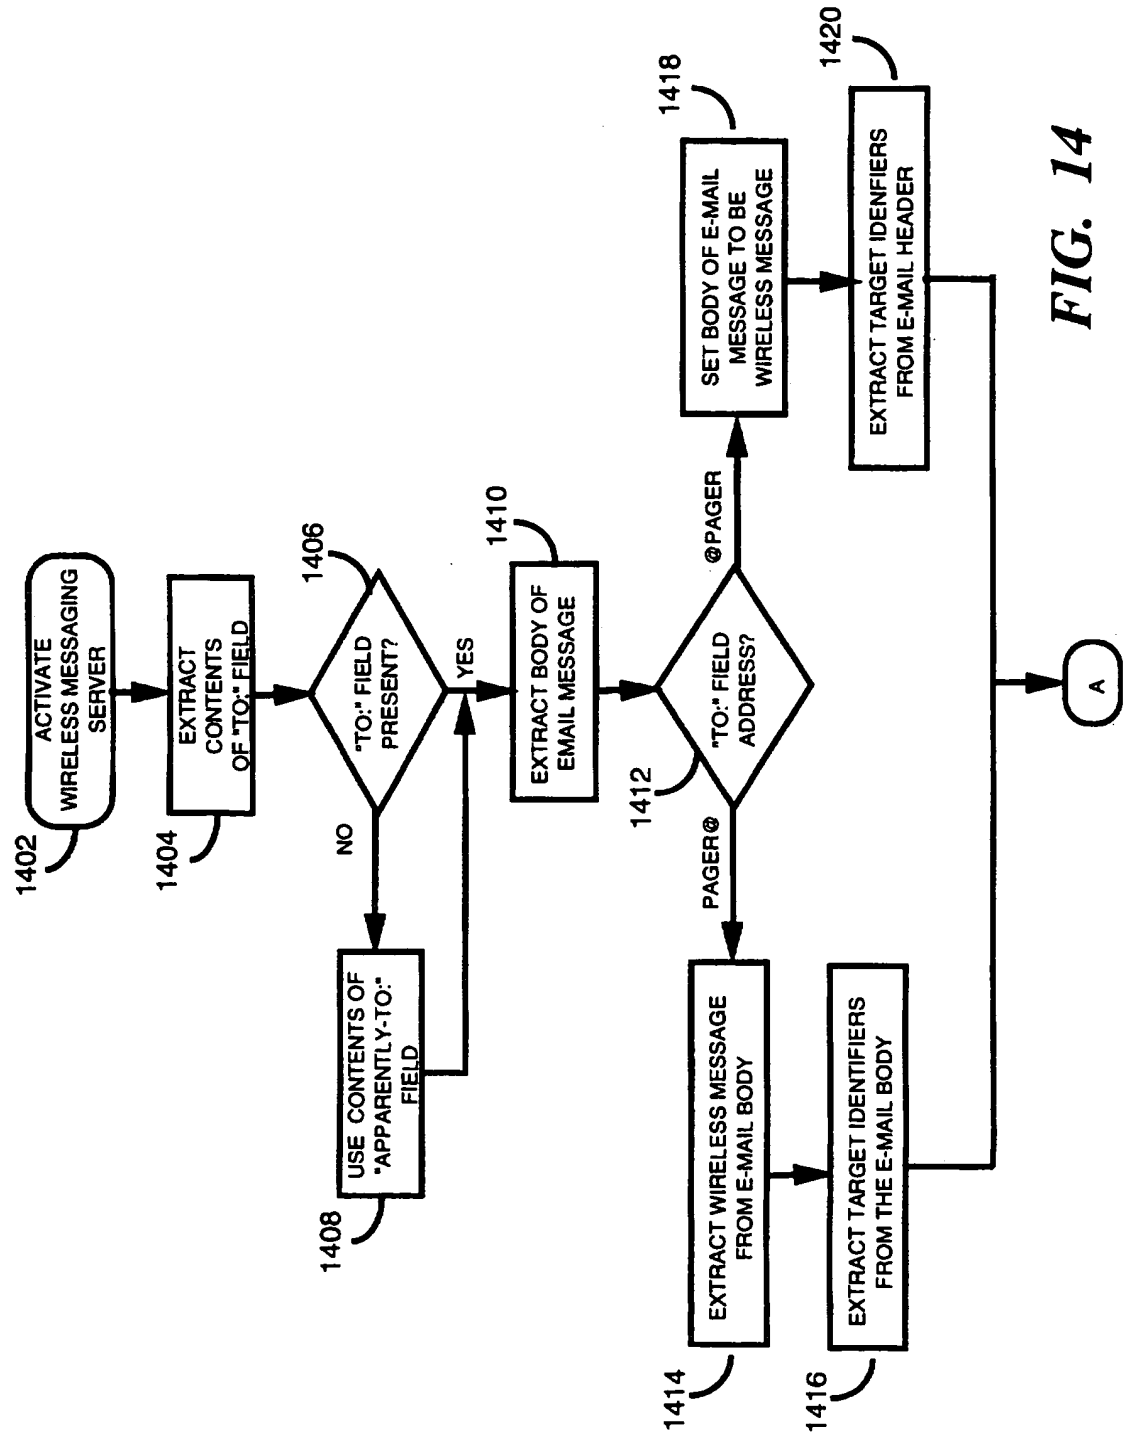 1402
ACTIVATE
WIRELESS MESSAGING
SERVER
1404
EXTRACT
CONTENTS
OF "TO:" FIELD
1406
"TO:" FIELD
PRESENT?
NO
YES
1408
USE CONTENTS OF
"APPARENTLY-TO:"
FIELD
1410
EXTRACT BODY OF
EMAIL MESSAGE
1412
"TO:" FIELD
ADDRESS?
PAGER@
@PAGER
1414
EXTRACT WIRELESS MESSAGE
FROM E-MAIL BODY
1416
EXTRACT TARGET IDENTIFIERS
FROM THE E-MAIL BODY
1418
SET BODY OF E-MAIL
MESSAGE TO BE
WIRELESS MESSAGE
1420
EXTRACT TARGET IDENFIERS
FROM E-MAIL HEADER
A
FIG. 14